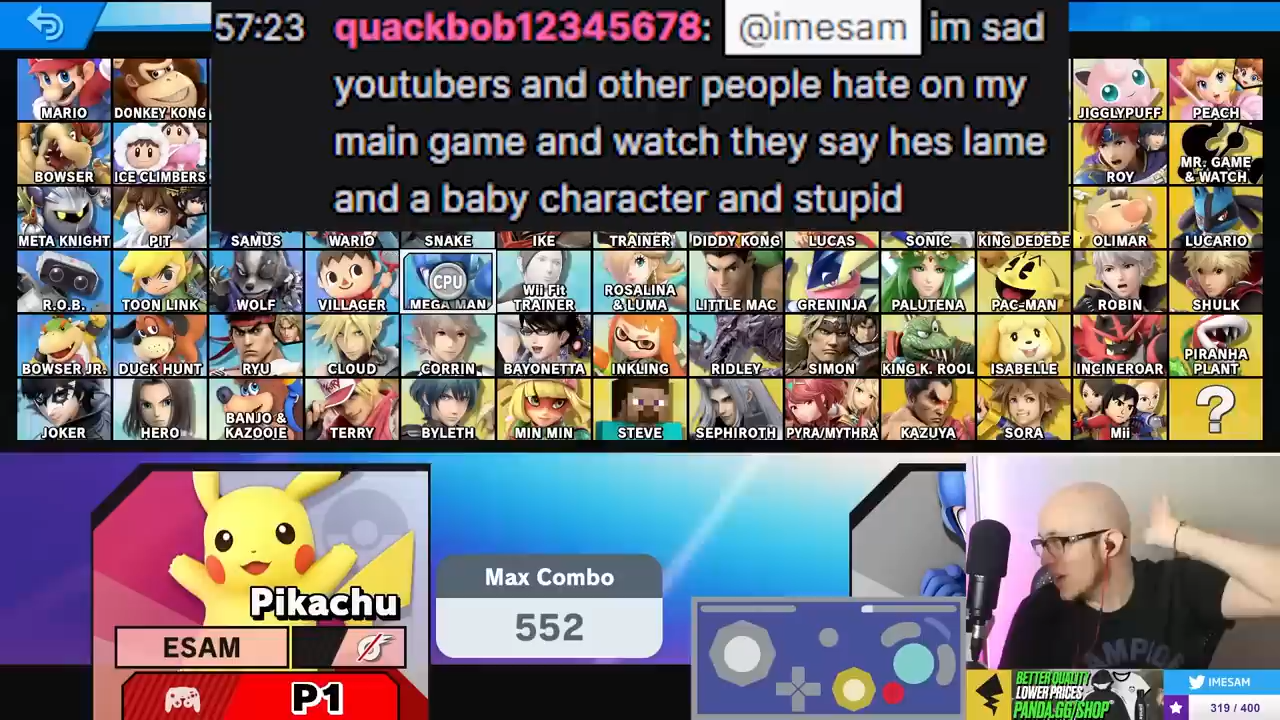 57:23 quackbob12345678: @imesam im sad
youtubers and other people hate on my
main game and watch they say hes lame
and a baby character and stupid
MARIO DONKEY KONG JIGGLYPUFF PEACH
BOWSER ICE CLIMBERS ROY MR. GAME & WATCH
META KNIGHT PIT SAMUS WARIO SNAKE IKE TRAINER DIDDY KONG LUCAS SONIC KING DEDEDE OLIMAR LUCARIO
CPU
R.O.B. TOON LINK WOLF VILLAGER MEGA MAN Wii Fit TRAINER ROSALINA & LUMA LITTLE MAC GRENINJA PALUTENA PAC-MAN ROBIN SHULK
BOWSER JR. DUCK HUNT RYU CLOUD CORRIN BAYONETTA INKLING RIDLEY SIMON KING K. ROOL ISABELLE INCINEROAR PIRANHA PLANT
JOKER HERO BANJO & KAZOOIE TERRY BYLETH MIN MIN STEVE SEPHIROTH PYRA/MYTHRA KAZUYA SORA Mii ?
Pikachu
ESAM
P1
Max Combo
552
AMPIO
BETTER QUALITY
LOWER PRICES
PANDA.GG/SHOP
IMESAM
319 / 400